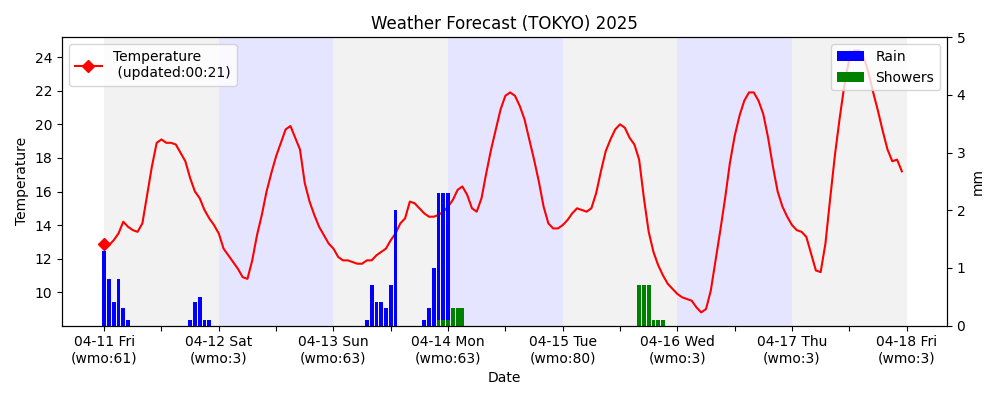 Weather Forecast (TOKYO) 2025
Temperature
(updated:00:21)
Rain
Showers
Temperature
24
22
20
18
16
14
12
10
5
4
3
2
1
0
mm
04-11 Fri
(wmo:61)
04-12 Sat
(wmo:3)
04-13 Sun
(wmo:63)
04-14 Mon
(wmo:63)
04-15 Tue
(wmo:80)
04-16 Wed
(wmo:3)
04-17 Thu
(wmo:3)
04-18 Fri
(wmo:3)
Date